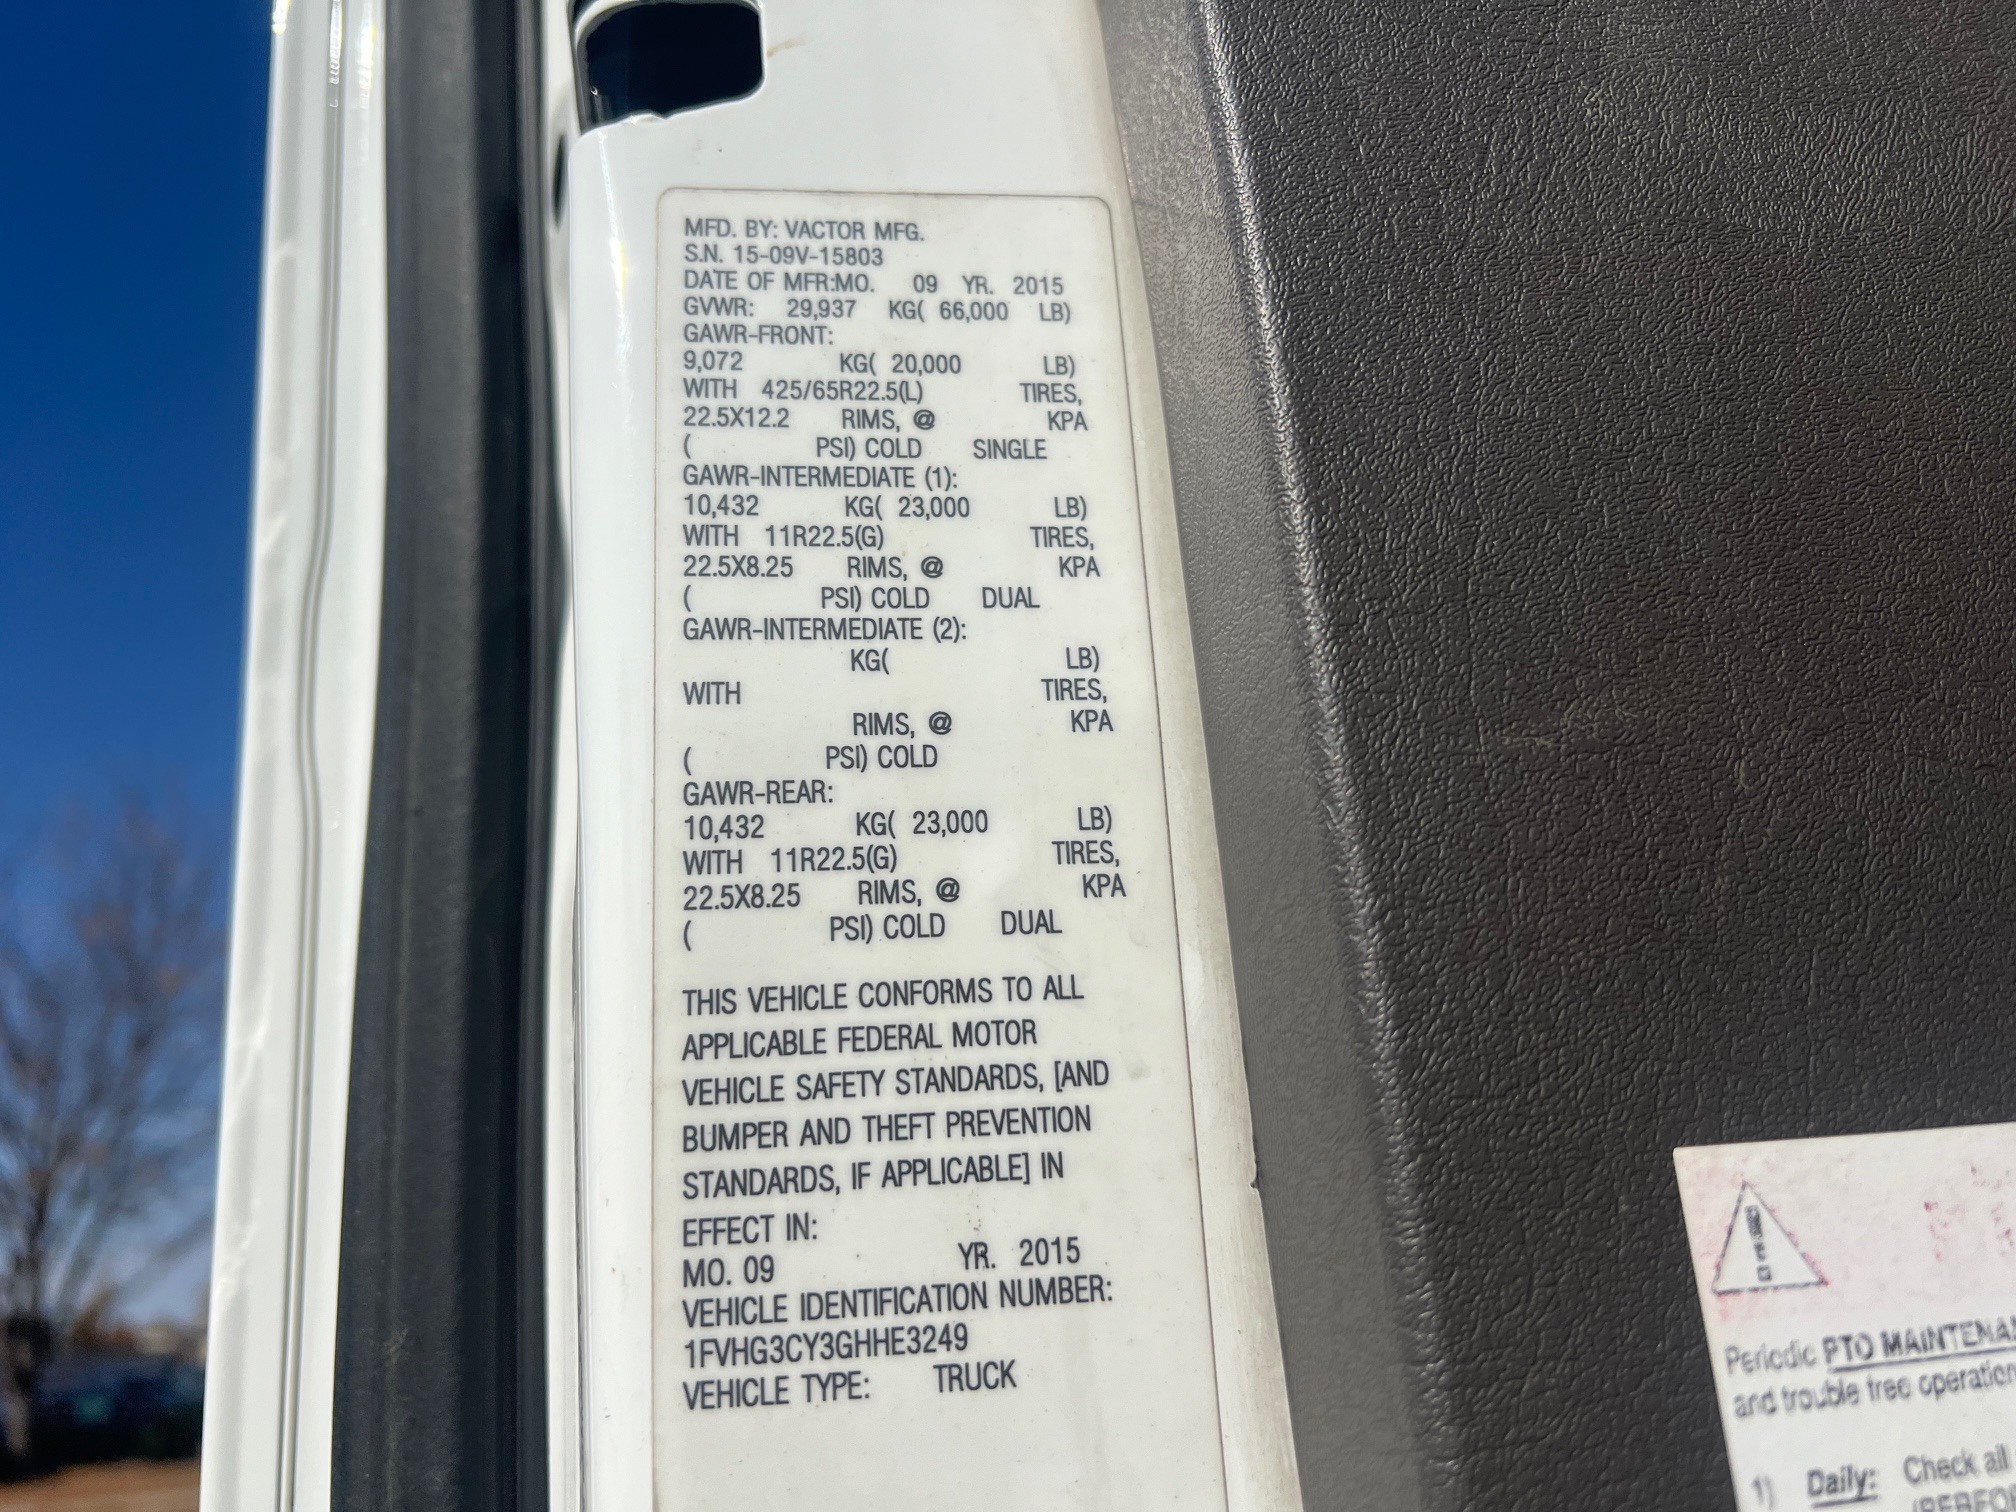 MFD. BY: VACTOR MFG.
S.N. 15-09V-15803
DATE OF MFR:MO. 09 YR. 2015
GVWR: 29,937 KG( 66,000 LB)
GAWR-FRONT:
9,072 KG( 20,000 LB)
WITH 425/65R22.5(L) TIRES,
22.5X12.2 RIMS, @ KPA
( PSI) COLD SINGLE
GAWR-INTERMEDIATE (1):
10,432 KG( 23,000 LB)
WITH 11R22.5(G) TIRES,
22.5X8.25 RIMS, @ KPA
( PSI) COLD DUAL
GAWR-INTERMEDIATE (2):
KG( LB)
WITH TIRES,
RIMS, @ KPA
( PSI) COLD
GAWR-REAR:
10,432 KG( 23,000 LB)
WITH 11R22.5(G) TIRES,
22.5X8.25 RIMS, @ KPA
( PSI) COLD DUAL
THIS VEHICLE CONFORMS TO ALL
APPLICABLE FEDERAL MOTOR
VEHICLE SAFETY STANDARDS, [AND
BUMPER AND THEFT PREVENTION
STANDARDS, IF APPLICABLE] IN
EFFECT IN:
MO. 09 YR. 2015
VEHICLE IDENTIFICATION NUMBER:
1FVHG3CY3GHHE3249
VEHICLE TYPE: TRUCK
Periodic PTO MAINTENAN
and trouble free operation
1) Daily: Check all